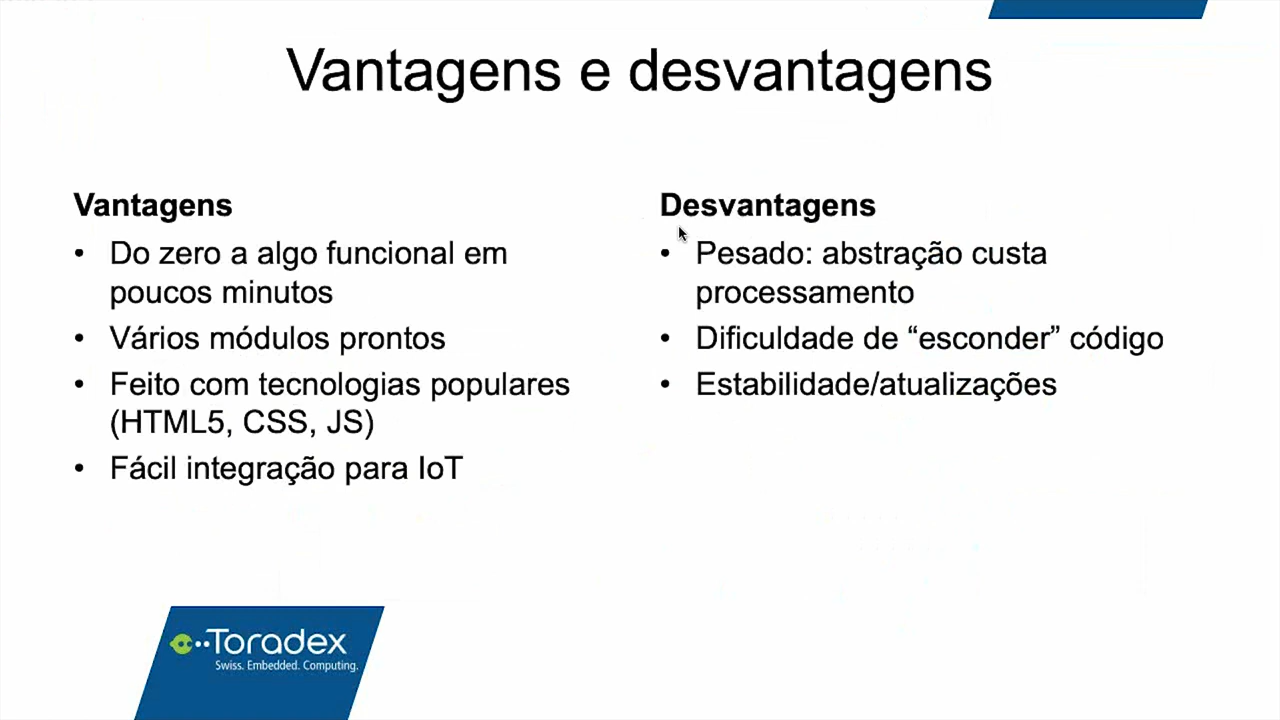 Vantagens e desvantagens
Vantagens
• Do zero a algo funcional em
poucos minutos
• Vários módulos prontos
• Feito com tecnologias populares
(HTML5, CSS, JS)
• Fácil integração para IoT
Desvantagens
• Pesado: abstração custa
processamento
• Dificuldade de “esconder” código
• Estabilidade/atualizações
Toradex
Swiss. Embedded. Computing.